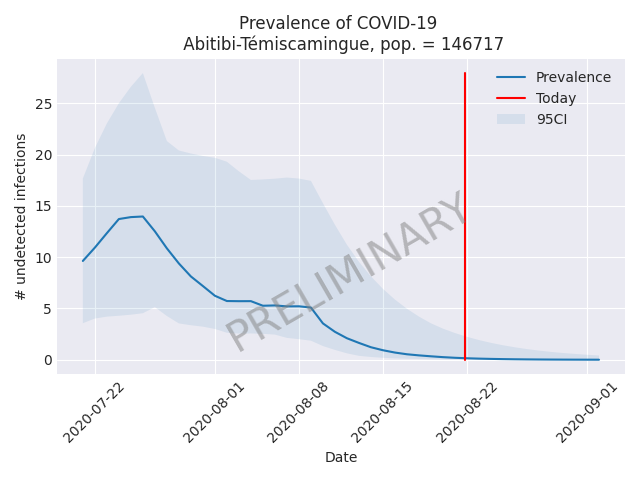 Prevalence of COVID-19
Abitibi-Témiscamingue, pop. = 146717
Prevalence
Today
95CI
# undetected infections
25
20
15
10
5
0
PRELIMINARY
2020-07-22
2020-08-01
2020-08-08
2020-08-15
2020-08-22
2020-09-01
Date